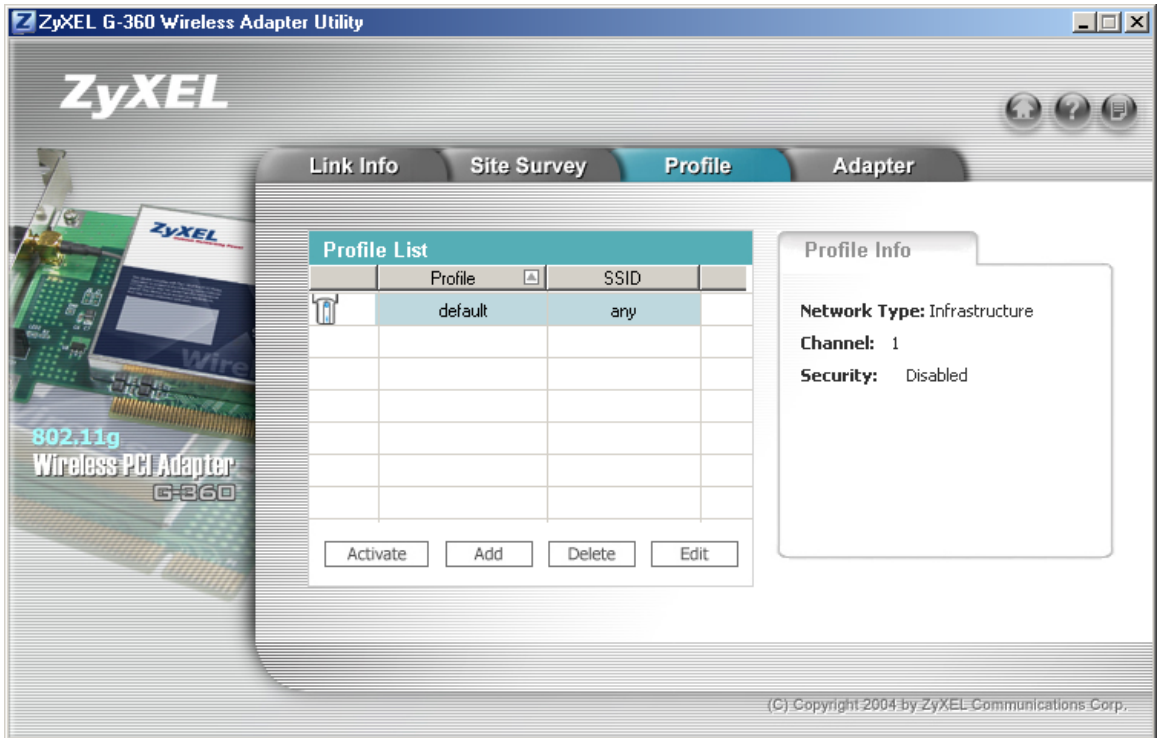 ZyXEL G-360 Wireless Adapter Utility
ZyXEL
Link Info
Site Survey
Profile
Adapter
ZyXEL
Wire
802.11g
Wireless PCI Adapter
G-360
Profile List
Profile
SSID
default
any
Activate
Add
Delete
Edit
Profile Info
Network Type: Infrastructure
Channel: 1
Security: Disabled
(C) Copyright 2004 by ZyXEL Communications Corp.